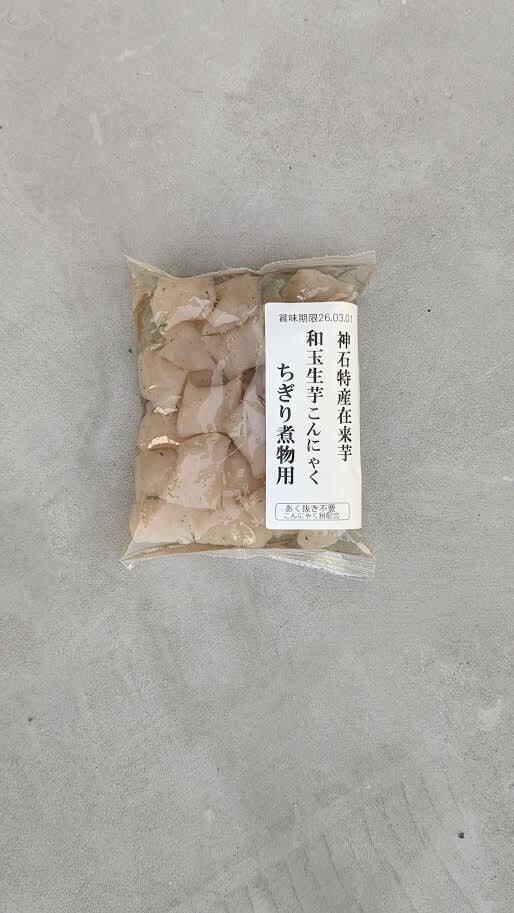 賞味期限26.03.01
神石特産在来芋
和玉生芋こんにゃく
ちぎり煮物用
あく抜き不要
こんにゃく粉配合